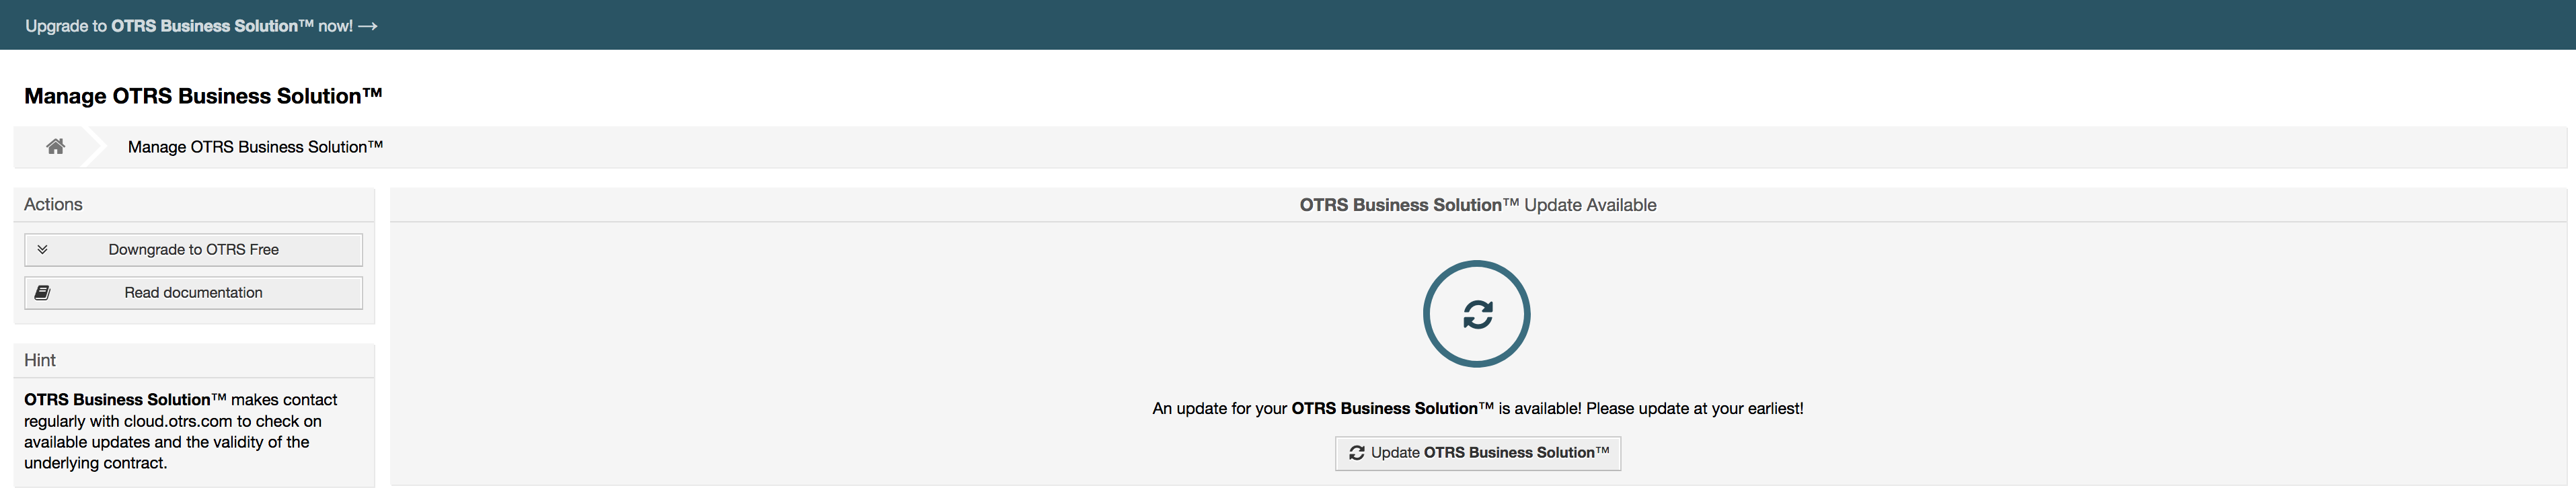 Upgrade to OTRS Business Solution™ now! →
Manage OTRS Business Solution™
Manage OTRS Business Solution™
Actions
Downgrade to OTRS Free
Read documentation
Hint
OTRS Business Solution™ makes contact
regularly with cloud.otrs.com to check on
available updates and the validity of the
underlying contract.
OTRS Business Solution™ Update Available
An update for your OTRS Business Solution™ is available! Please update at your earliest!
Update OTRS Business Solution™